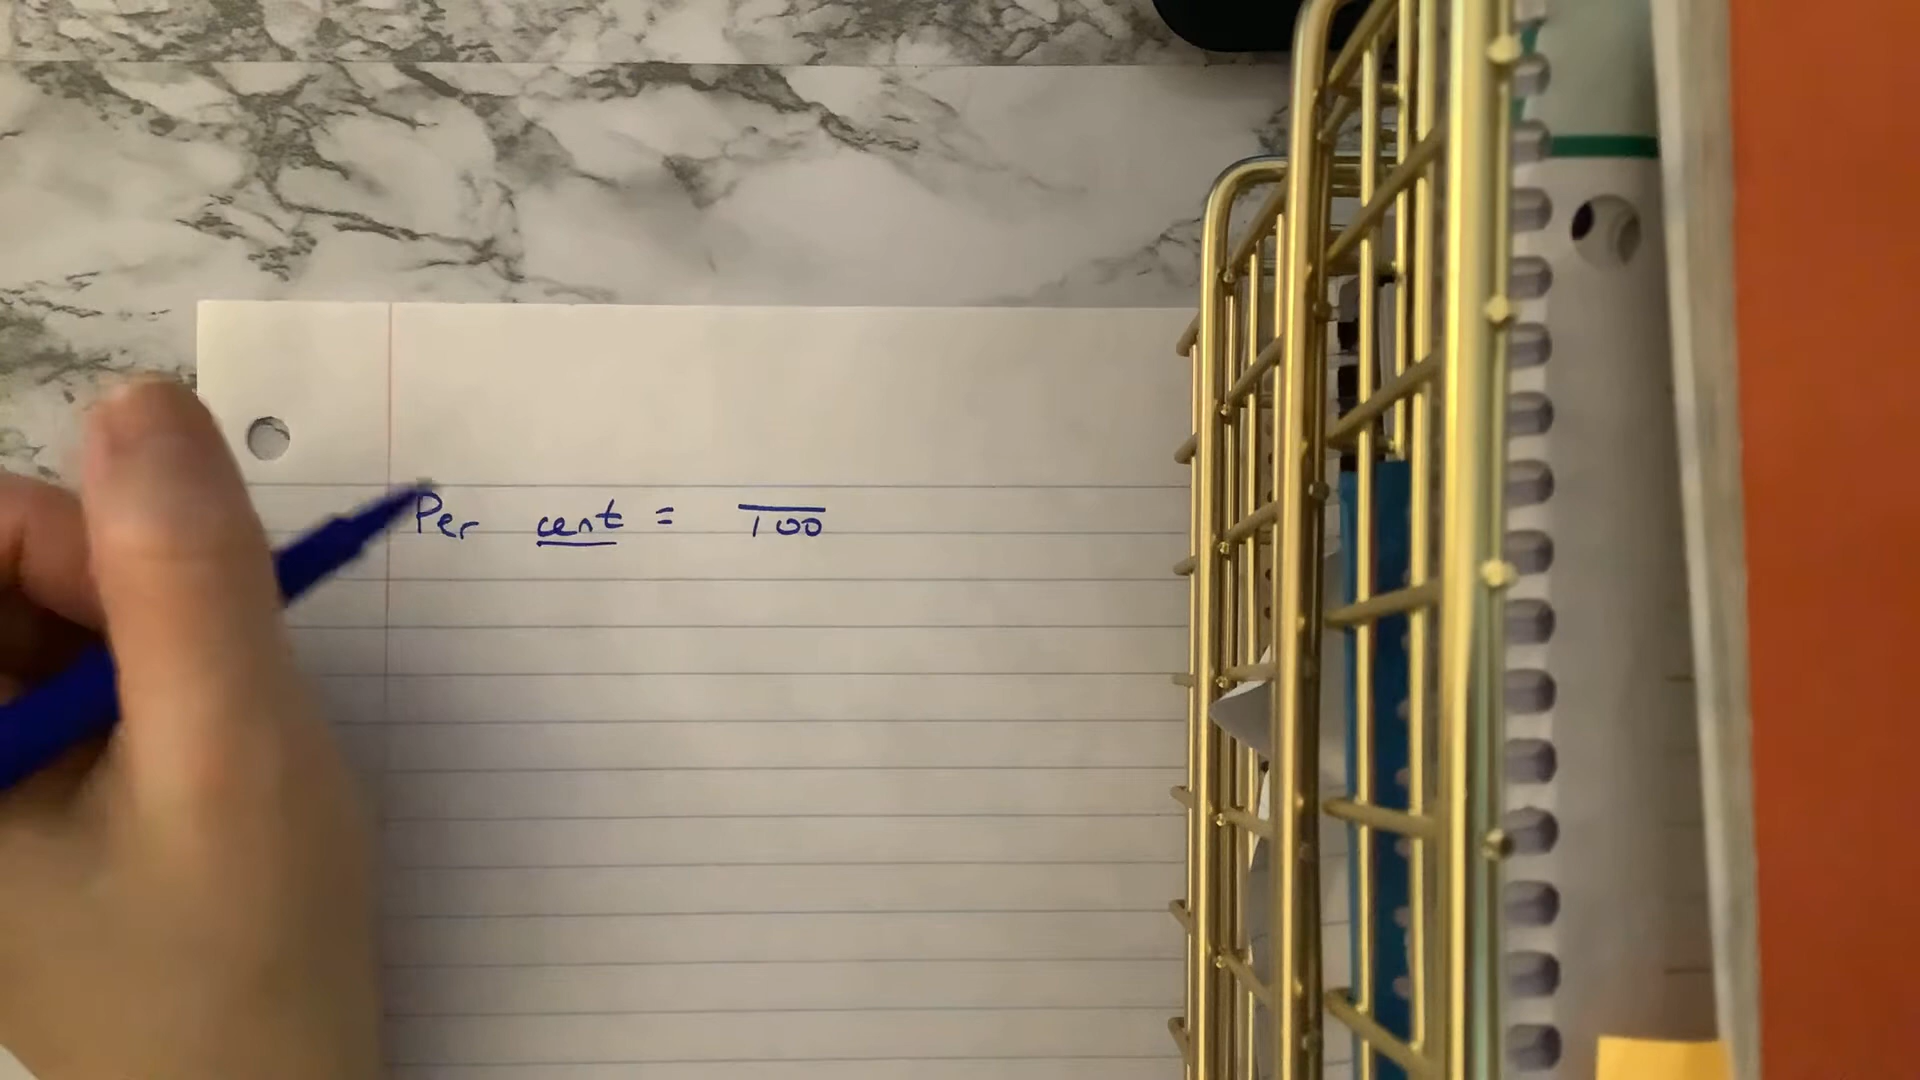 Per cent = /100